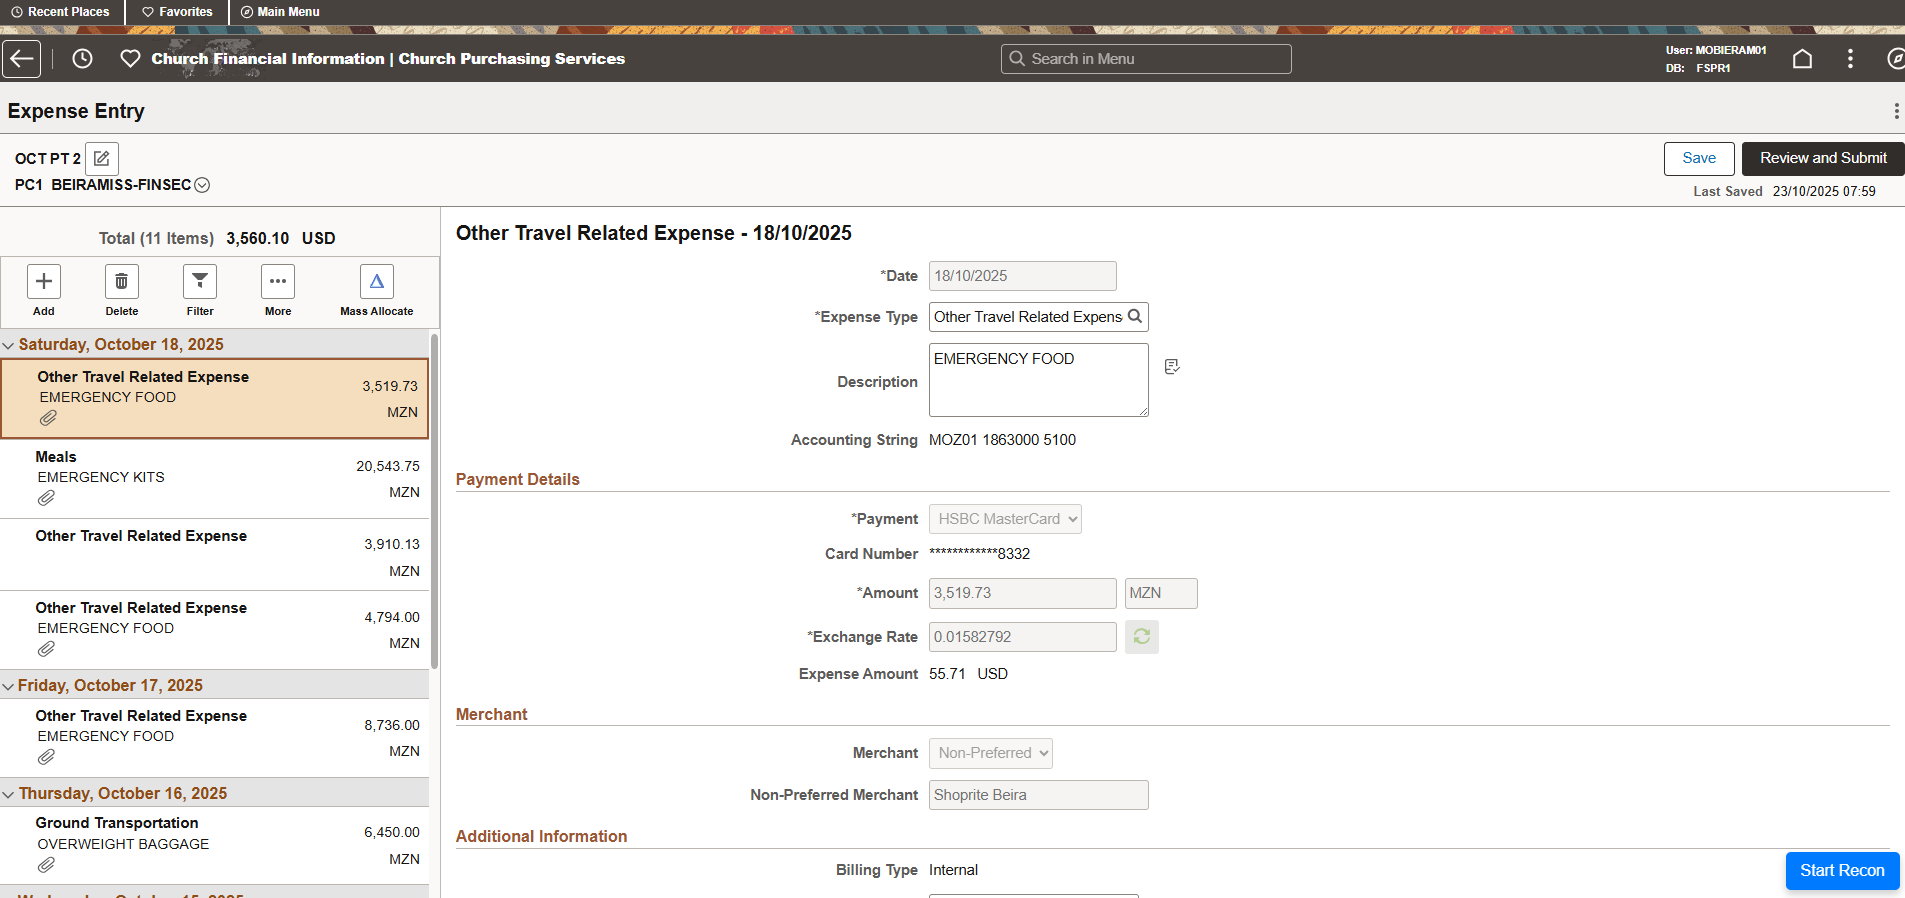 Recent Places
Favorites
Main Menu
Church Financial Information | Church Purchasing Services
Search in Menu
User: MOBIERAM01
DB: FSPR1
Expense Entry
OCT PT 2
PC1 BEIRAMISS-FINSEC
Save
Review and Submit
Last Saved 23/10/2025 07:59
Total (11 Items) 3,560.10 USD
Add
Delete
Filter
More
Mass Allocate
Saturday, October 18, 2025
Other Travel Related Expense
EMERGENCY FOOD
3,519.73
MZN
Meals
EMERGENCY KITS
20,543.75
MZN
Other Travel Related Expense
3,910.13
MZN
Other Travel Related Expense
EMERGENCY FOOD
4,794.00
MZN
Friday, October 17, 2025
Other Travel Related Expense
EMERGENCY FOOD
8,736.00
MZN
Thursday, October 16, 2025
Ground Transportation
OVERWEIGHT BAGGAGE
6,450.00
MZN
Other Travel Related Expense - 18/10/2025
*Date 18/10/2025
*Expense Type Other Travel Related Expens
Description EMERGENCY FOOD
Accounting String MOZ01 1863000 5100
Payment Details
*Payment HSBC MasterCard
Card Number ************8332
*Amount 3,519.73 MZN
*Exchange Rate 0.01582792
Expense Amount 55.71 USD
Merchant
Merchant Non-Preferred
Non-Preferred Merchant Shoprite Beira
Additional Information
Billing Type Internal
Start Recon